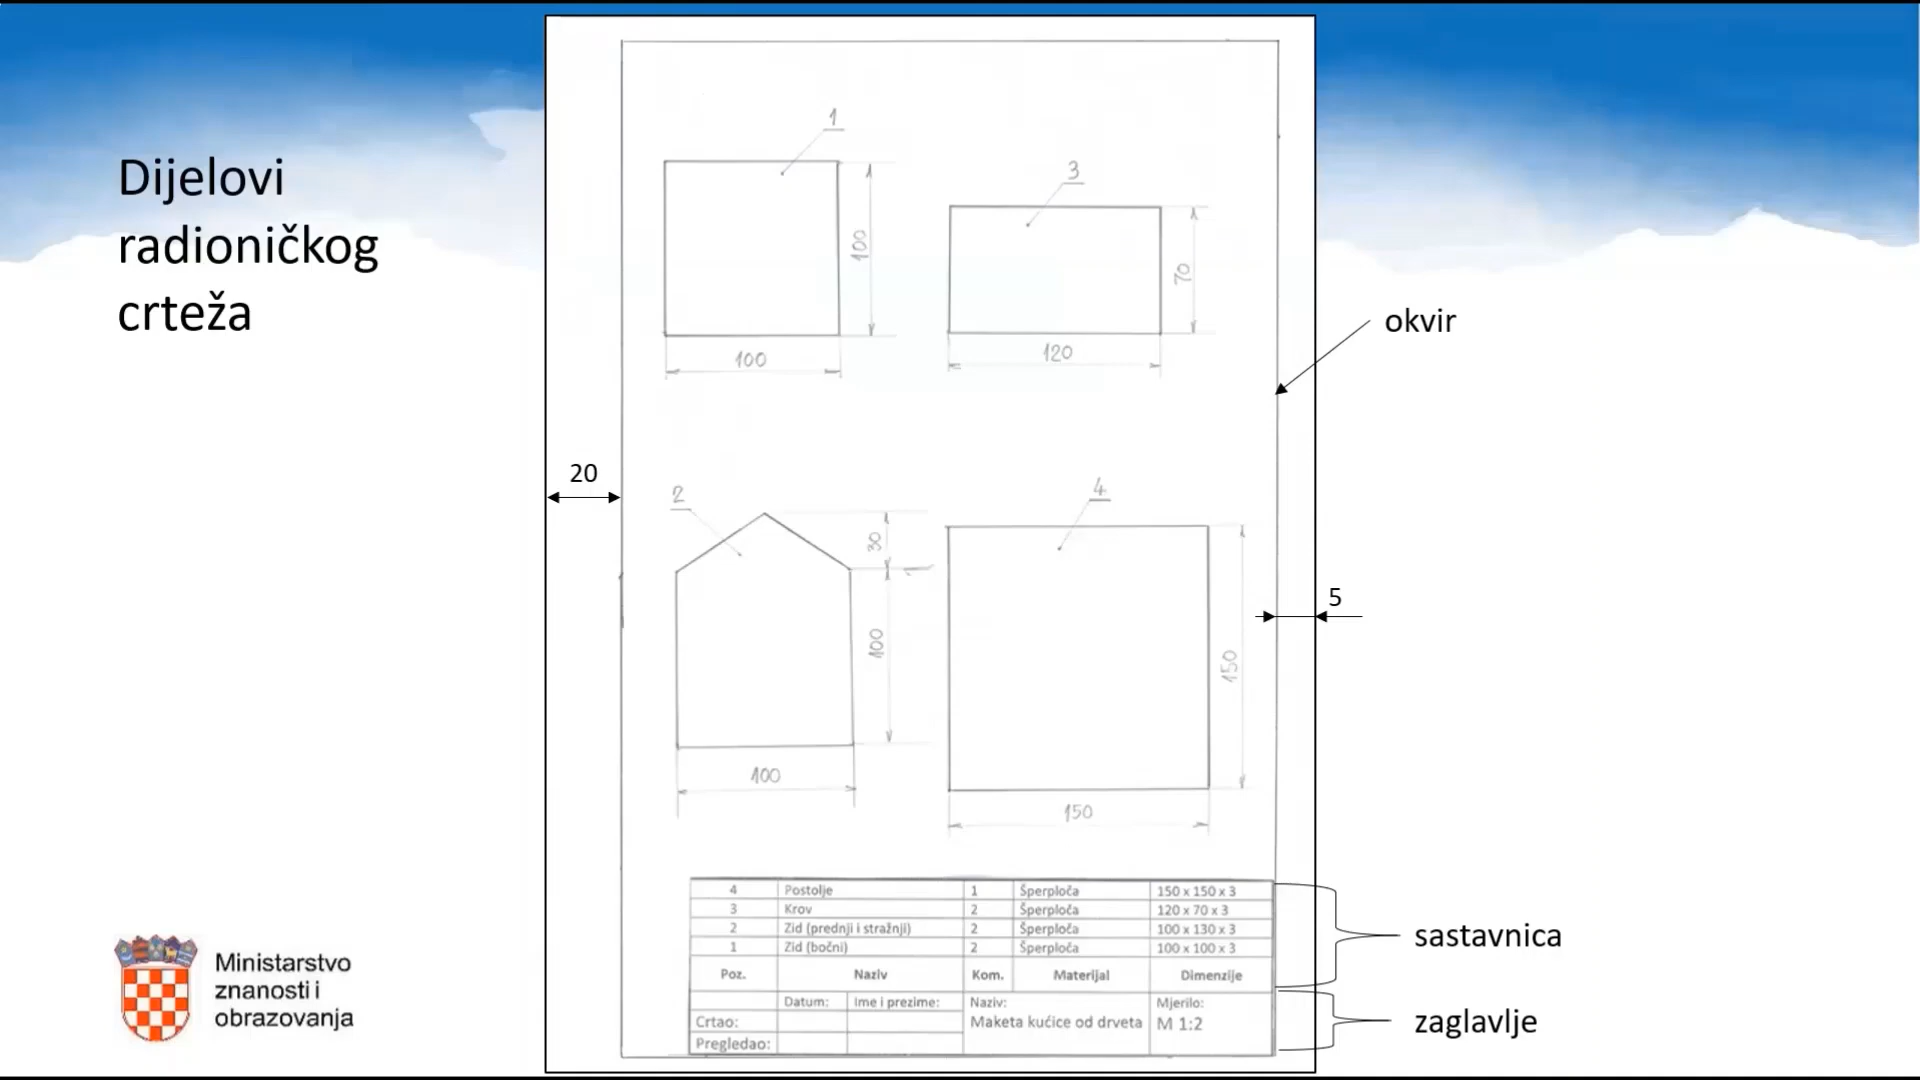 Dijelovi
radioničkog
crteža
1
3
100
70
100
120
okvir
20
2
4
30
5
100
150
100
150
4 Postolje 1 Šperploča 150 x 150 x 3
3 Krov 2 Šperploča 120 x 70 x 3
2 Zid (prednji i stražnji) 2 Šperploča 100 x 130 x 3
1 Zid (bočni) 2 Šperploča 100 x 100 x 3
Poz. Naziv Kom. Materijal Dimenzije
Datum: Ime i prezime: Naziv: Mjerilo:
Crtao: Maketa kućice od drveta M 1:2
Pregledao:
sastavnica
zaglavlje
Ministarstvo
znanosti i
obrazovanja